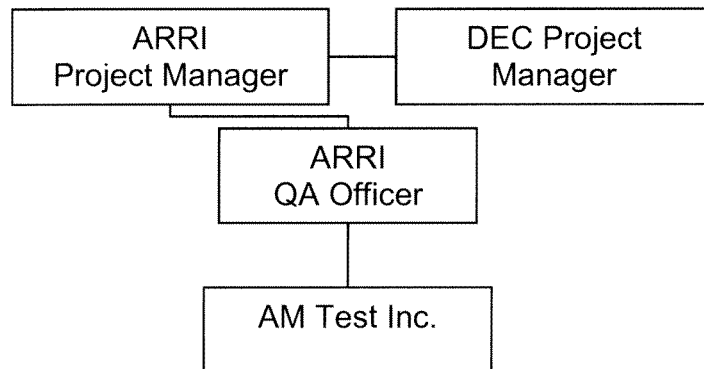 ARRI
Project Manager
DEC Project
Manager
ARRI
QA Officer
AM Test Inc.